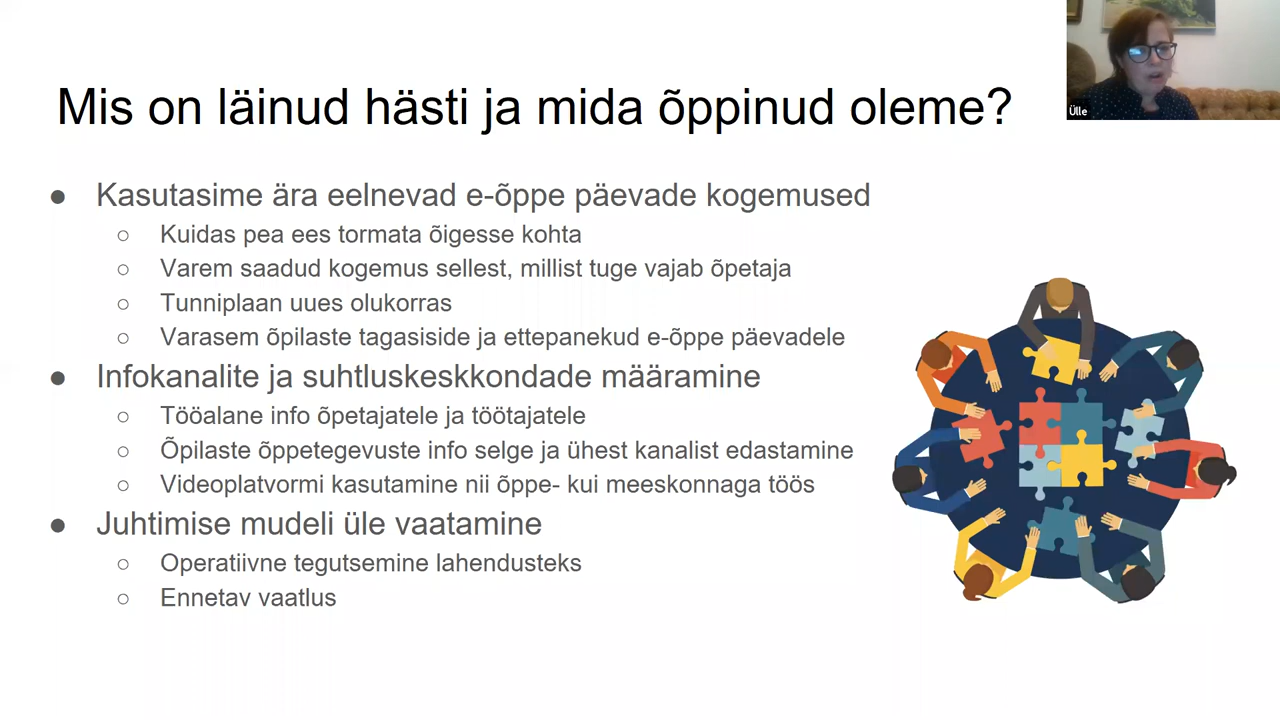 Mis on läinud hästi ja mida õppinud oleme?
Ülle
● Kasutasime ära eelnevad e-õppe päevade kogemused
○ Kuidas pea ees tormata õigesse kohta
○ Varem saadud kogemus sellest, millist tuge vajab õpetaja
○ Tunniplaan uues olukorras
○ Varasem õpilaste tagasiside ja ettepanekud e-õppe päevadele
● Infokanalite ja suhtluskeskkondade määramine
○ Tööalane info õpetajatele ja töötajatele
○ Õpilaste õppetegevuste info selge ja ühest kanalist edastamine
○ Videoplatvormi kasutamine nii õppe- kui meeskonnaga töös
● Juhtimise mudeli üle vaatamine
○ Operatiivne tegutsemine lahendusteks
○ Ennetav vaatlus